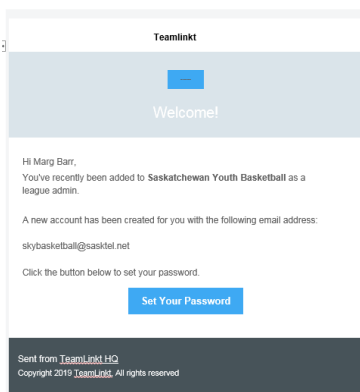 Teamlinkt
Welcome!
Hi Marg Barr,
You've recently been added to Saskatchewan Youth Basketball as a
league admin.
A new account has been created for you with the following email address:
skybasketball@sasktel.net
Click the button below to set your password.
Set Your Password
Sent from TeamLinkt HQ
Copyright 2019 TeamLinkt, All rights reserved